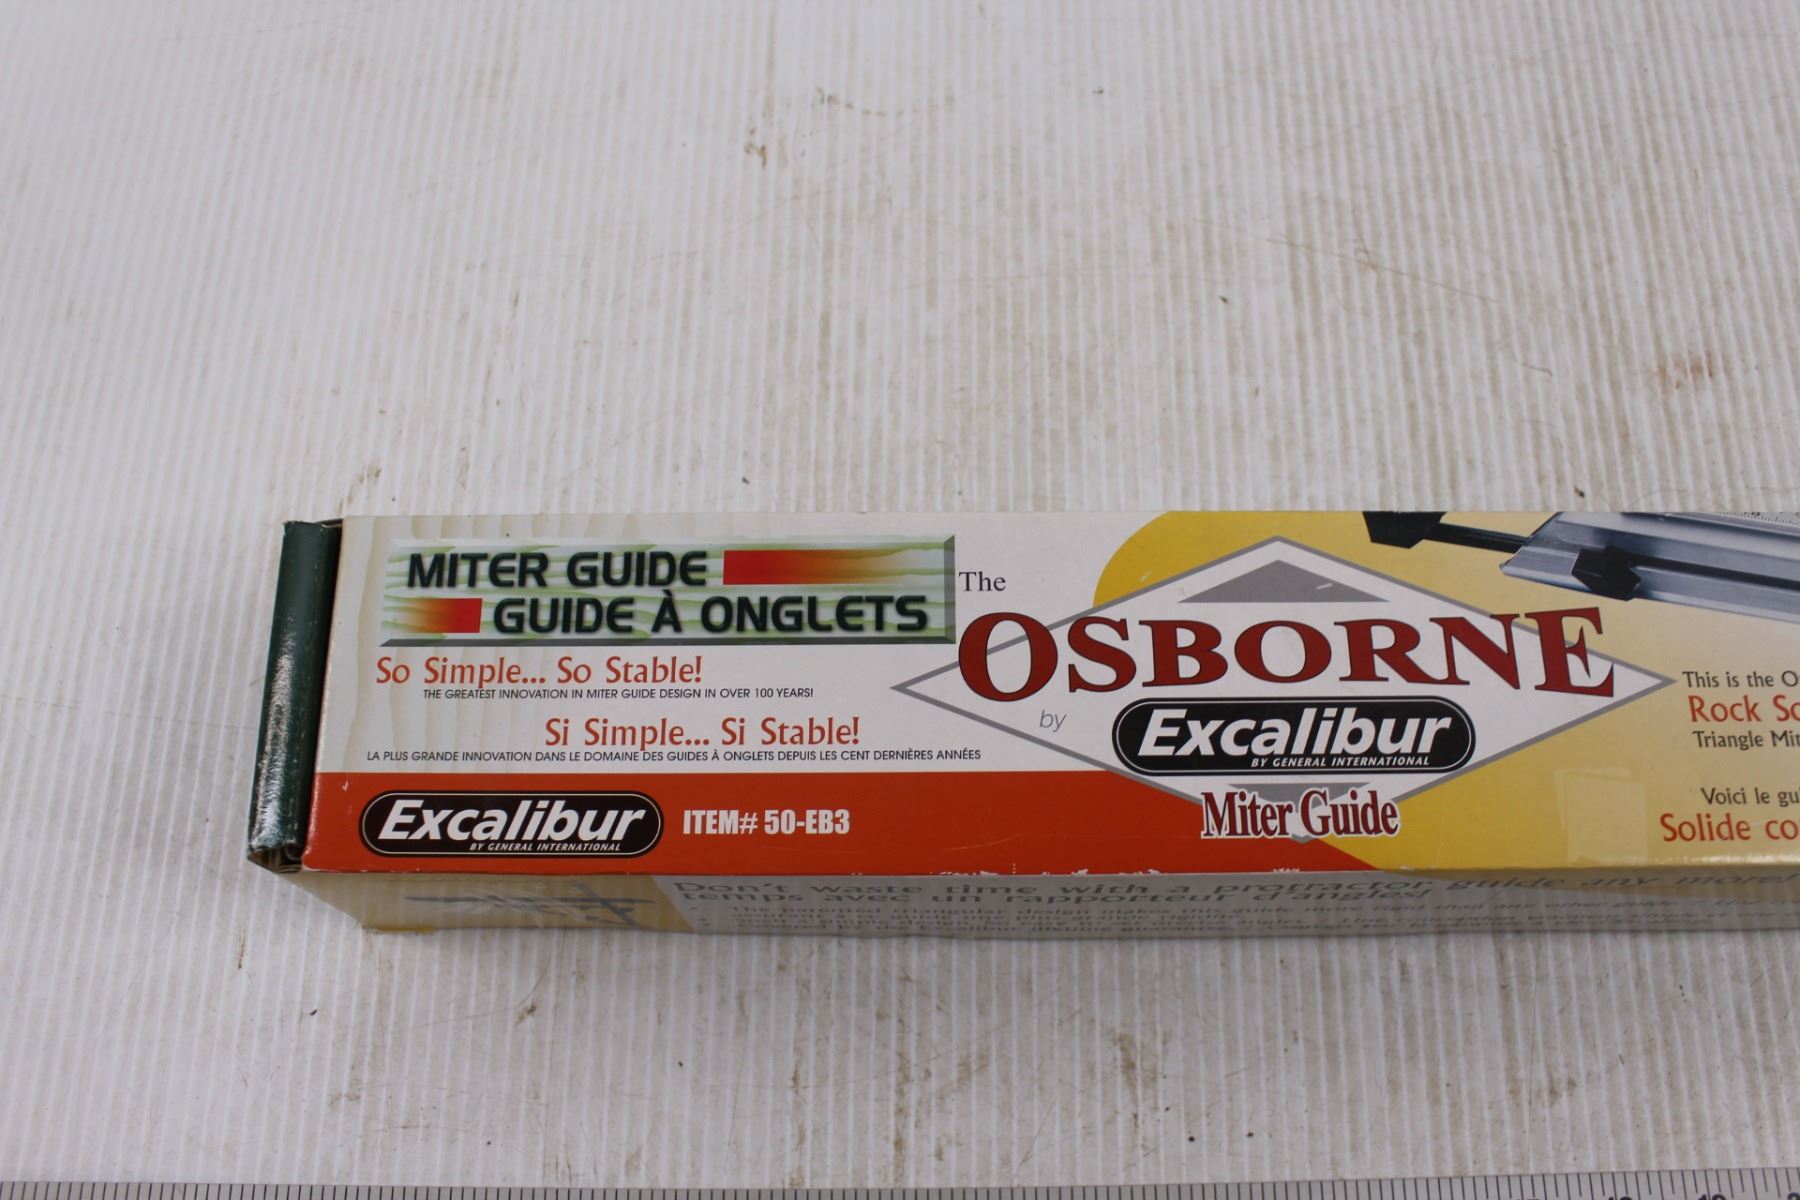 MITER GUIDE
GUIDE À ONGLETS
So Simple... So Stable!
THE GREATEST INNOVATION IN MITER GUIDE DESIGN IN OVER 100 YEARS!
Si Simple... Si Stable!
LA PLUS GRANDE INNOVATION DANS LE DOMAINE DES GUIDES À ONGLETS DEPUIS LES CENT DERNIÈRES ANNÉES
Excalibur
BY GENERAL INTERNATIONAL
ITEM# 50-EB3
The
OSBORNE
by
Excalibur
BY GENERAL INTERNATIONAL
Miter Guide
This is the
Rock
Triangle
Voici le
Solide
Don't waste time with a protractor guide any more!
temps avec un rapporteur d'angles!